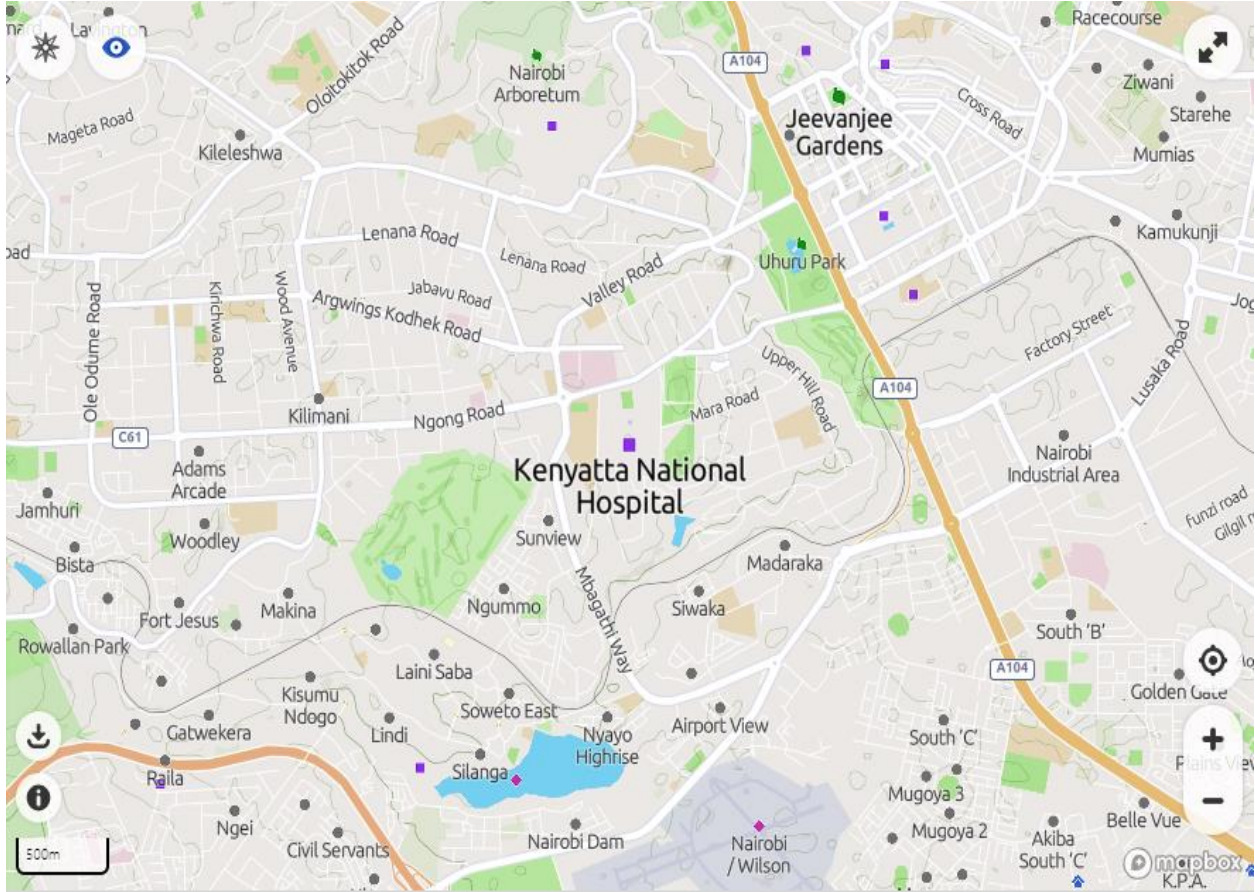 Lavington
Racecourse
Ziwani
Starehe
Oloitokitok Road
A104
Nairobi
Arboretum
Cross Road
Mageta Road
Kileleshwa
Jeevanjee
Gardens
Mumias
Kamukunji
Lenana Road
Lenana Road
Uhuru Park
Valley Road
Jabavu Road
Argwings Kodhek Road
Ole Odume Road
Kirichwa Road
Wood Avenue
Factory Street
Lusaka Road
Upper Hill Road
A104
Kilimani
Ngong Road
Mara Road
C61
Adams
Arcade
Nairobi
Industrial Area
Kenyatta National
Hospital
Jamhuri
Woodley
Sunview
funzi road
Bista
Madaraka
Mbagathi Way
Fort Jesus
Makina
Ngummo
Siwaka
Rowallan Park
South 'B'
Laini Saba
A104
Kisumu
Ndogo
Soweto East
Golden Gate
Gatwekera
Lindi
Nyayo
Highrise
Airport View
South 'C'
Plains View
Raila
Silanga
Mugoya 3
Ngei
Civil Servants
Nairobi Dam
Nairobi
/ Wilson
Mugoya 2
Akiba
South 'C'
Belle Vue
500m
mapbox
K.P.A.